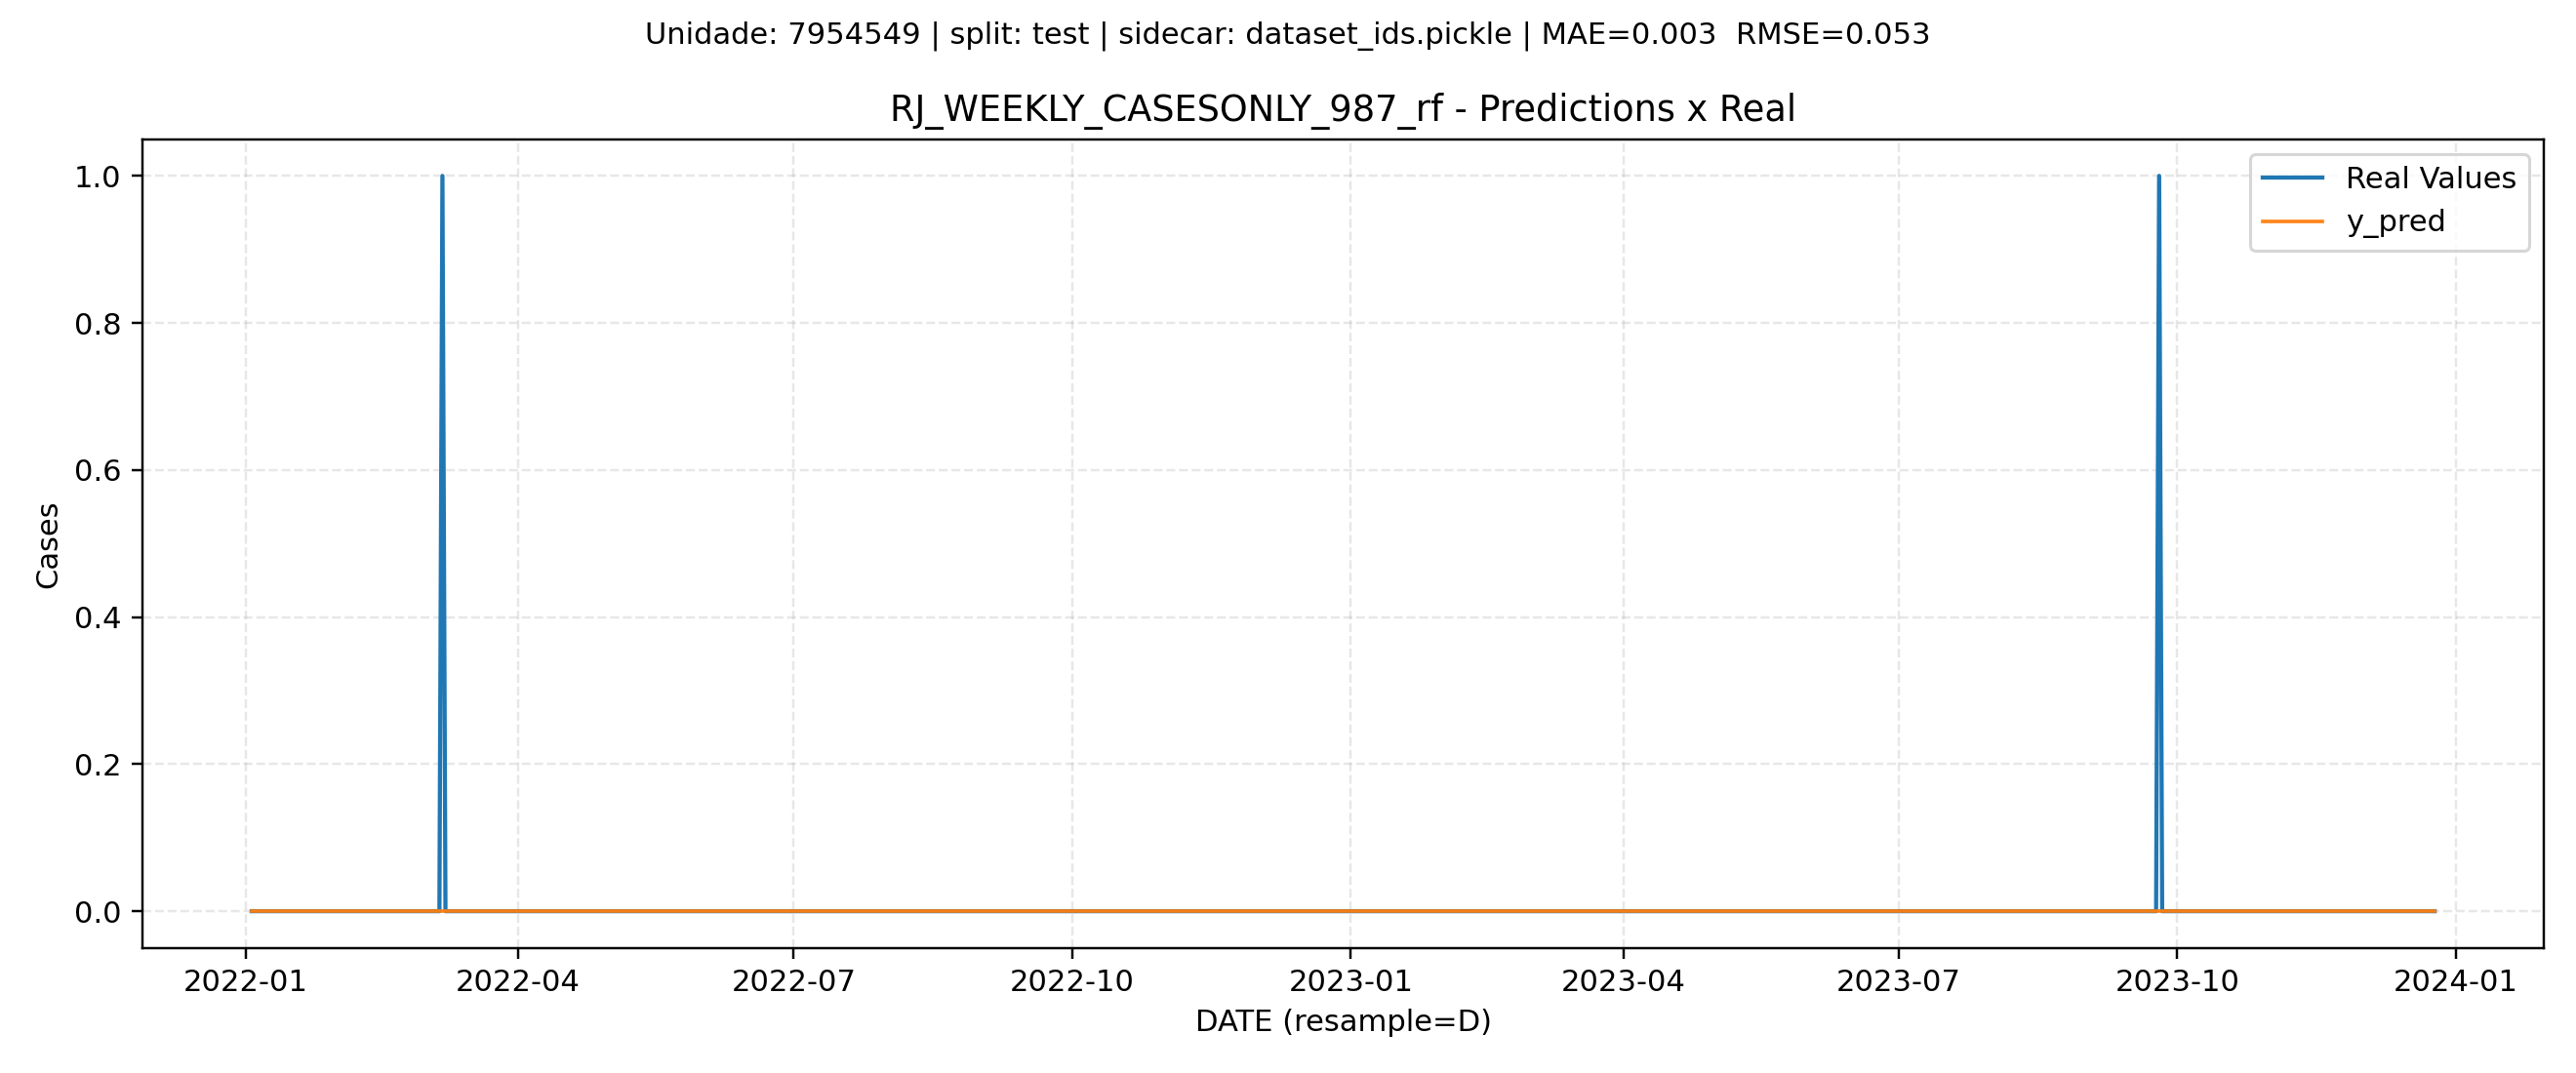 Unidade: 7954549 | split: test | sidecar: dataset_ids.pickle | MAE=0.003  RMSE=0.053
RJ_WEEKLY_CASESONLY_987_rf - Predictions x Real
Real Values
y_pred
Cases
1.0
0.8
0.6
0.4
0.2
0.0
2022-01 2022-04 2022-07 2022-10 2023-01 2023-04 2023-07 2023-10 2024-01
DATE (resample=D)